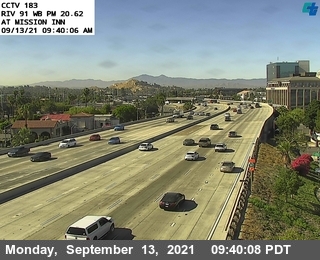 CCTV 183
RIV 91 WB PM 20.62
AT MISSION INN
09/13/21 09:40:06 AM
Monday, September 13, 2021 09:40:08 PDT